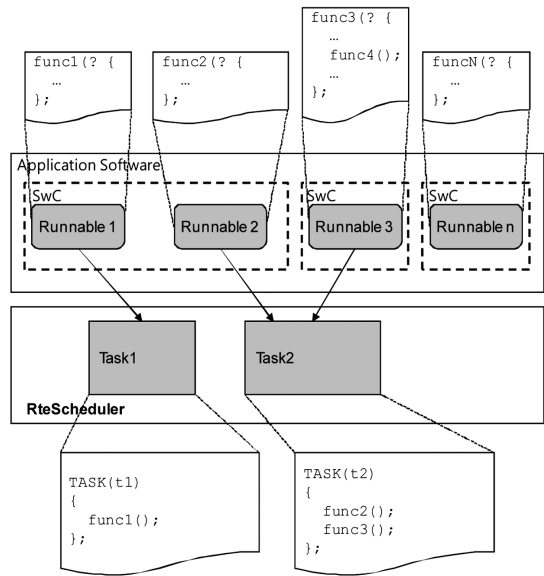 func1(? {
…
};
func2(? {
…
};
func3(? {
…
func4();
…
};
funcN(? {
…
};
Application Software
SwC
SwC
SwC
Runnable 1
Runnable 2
Runnable 3
Runnable n
Task1
Task2
RteScheduler
TASK(t1)
{
func1();
};
TASK(t2)
{
func2();
func3();
};